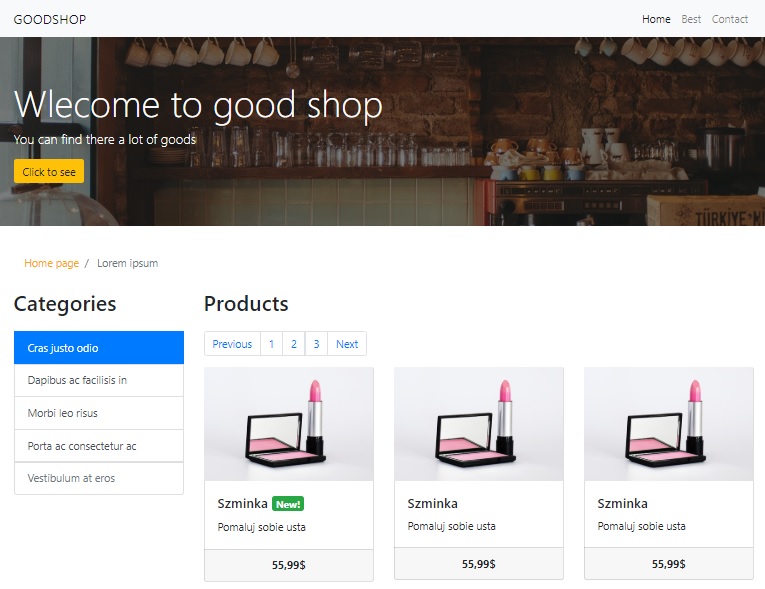 GOODSHOP
Home Best Contact
Wlecome to good shop
You can find there a lot of goods
Click to see
TÜRKİYE
Home page / Lorem ipsum
Categories
Cras justo odio
Dapibus ac facilisis in
Morbi leo risus
Porta ac consectetur ac
Vestibulum at eros
Products
Previous 1 2 3 Next
Szminka New!
Pomaluj sobie usta
55,99$
Szminka
Pomaluj sobie usta
55,99$
Szminka
Pomaluj sobie usta
55,99$